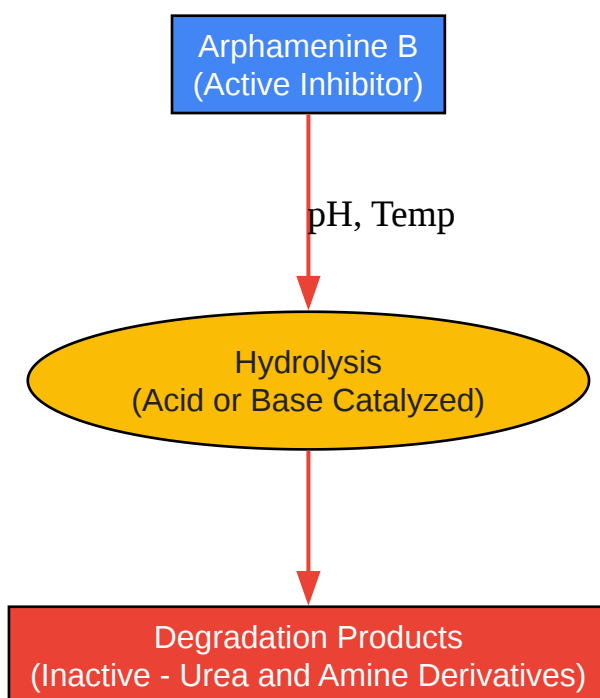 Arphamenine B
(Active Inhibitor)
pH, Temp
Hydrolysis
(Acid or Base Catalyzed)
Degradation Products
(Inactive - Urea and Amine Derivatives)